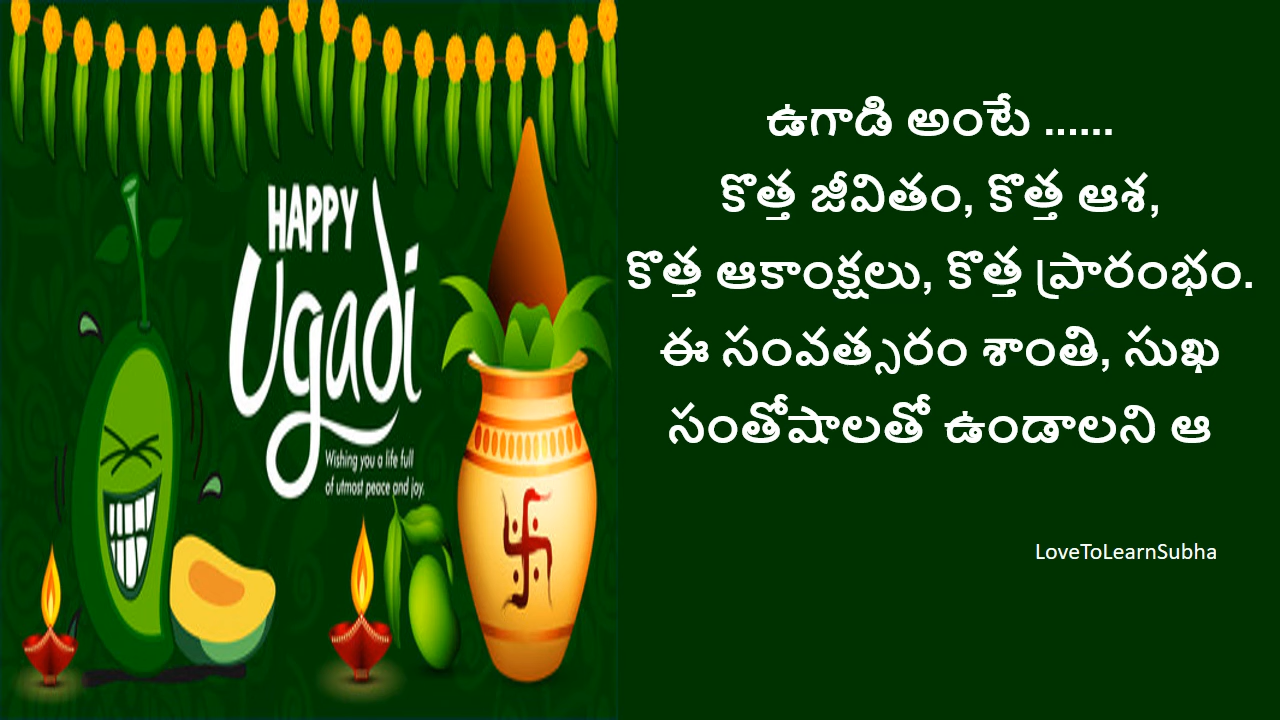 HAPPY
Ugadi
Wishing you a life full
of utmost peace and joy.
ఉగాడి అంటే ......
కొత్త జీవితం, కొత్త ఆశ,
కొత్త ఆకాంక్షలు, కొత్త ప్రారంభం.
ఈ సంవత్సరం శాంతి, సుఖ
సంతోషాలతో ఉండాలని ఆ
LoveToLearnSubha